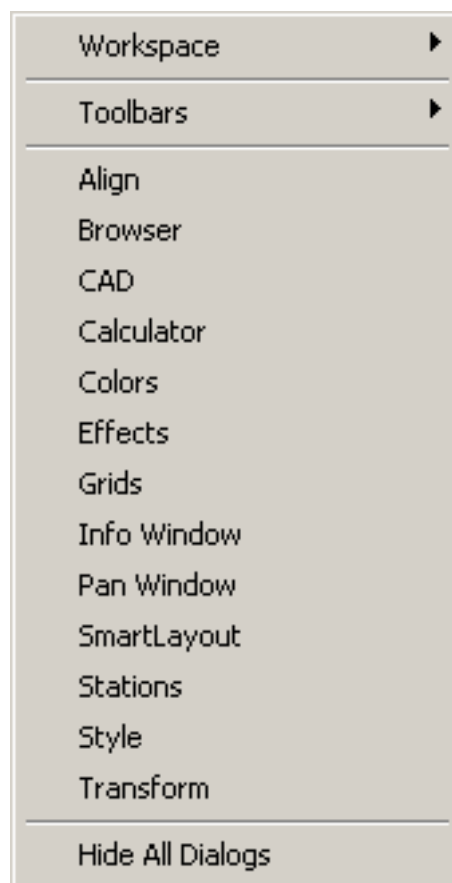 Workspace
Toolbars
Align
Browser
CAD
Calculator
Colors
Effects
Grids
Info Window
Pan Window
SmartLayout
Stations
Style
Transform
Hide All Dialogs